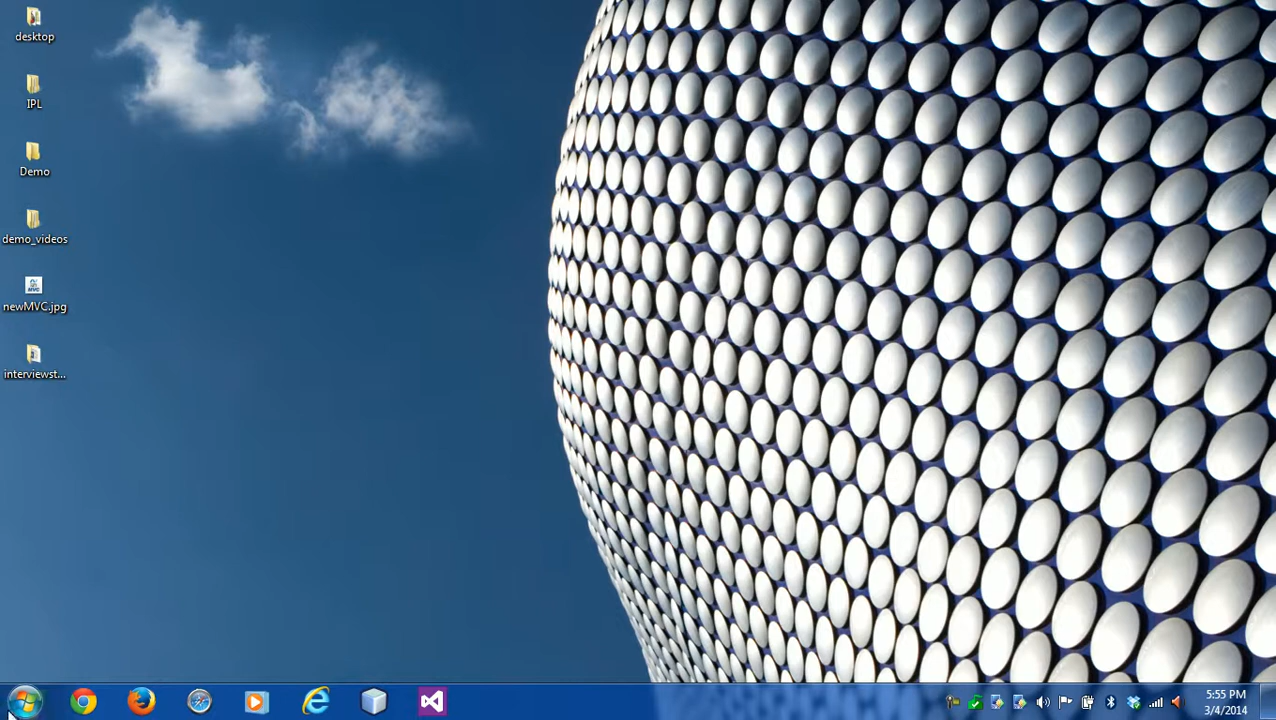 desktop
IPL
Demo
demo_videos
newMVC.jpg
interviewst...
5:55 PM
3/4/2014